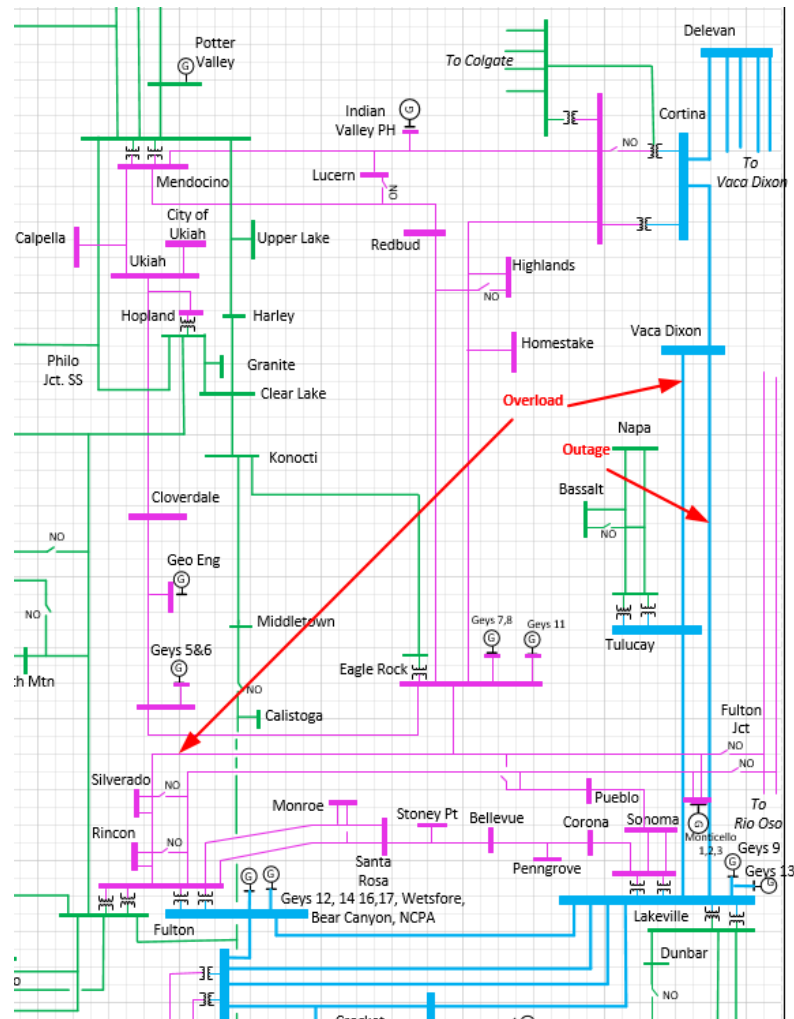 Potter
Valley
G
To Colgate
Delevan
Indian
Valley PH
G
Cortina
NO
To
Vaca Dixon
Mendocino
Lucern
NO
Calpella
City of
Ukiah
Upper Lake
Redbud
Ukiah
Highlands
NO
Hopland
Harley
Vaca Dixon
Homestake
Philo
Jct. SS
Granite
Clear Lake
Overload
Napa
Outage
Konocti
Bassalt
NO
Cloverdale
NO
Geo Eng
G
NO
Middletown
Geys 7,8
G
Geys 11
G
Tulucay
Geys 5&6
G
Eagle Rock
th Mtn
NO
Calistoga
Fulton
Jct
NO
NO
Silverado
NO
Pueblo
Monroe
Stoney Pt
Bellevue
Corona
Sonoma
To
Rio Oso
G
Monticello
1,2,3
Rincon
NO
Santa
Rosa
Penngrove
Geys 9
G
Geys 13
G
G
G
Geys 12, 14 16,17, Wetsfore,
Bear Canyon, NCPA
Fulton
Lakeville
Dunbar
NO
o
Crocket